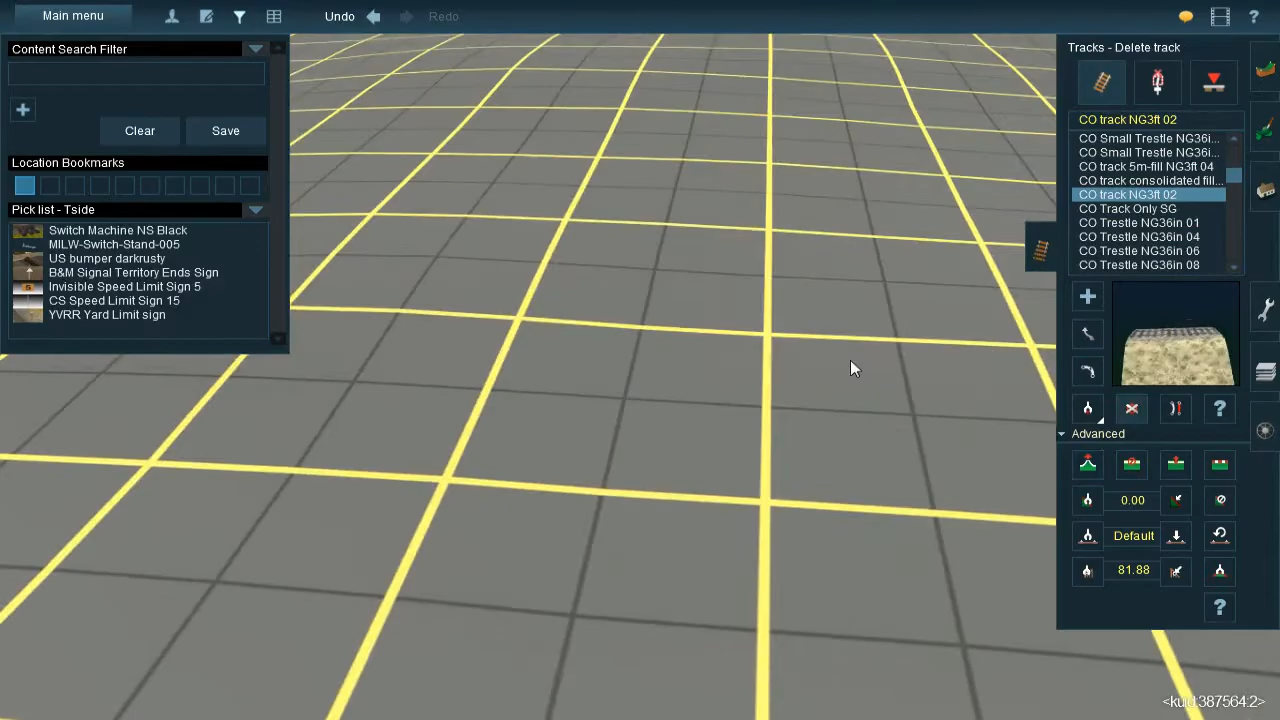 Main menu
Undo
Redo
?
Content Search Filter
Clear
Save
Location Bookmarks
Pick list - Tside
Switch Machine NS Black
MILW-Switch-Stand-005
US bumper darkrusty
B&M Signal Territory Ends Sign
Invisible Speed Limit Sign 5
CS Speed Limit Sign 15
YVRR Yard Limit sign
Tracks - Delete track
CO track NG3ft 02
CO Small Trestle NG36i...
CO Small Trestle NG36i...
CO track 5m-fill NG3ft 04
CO track consolidated fill...
CO track NG3ft 02
CO Track Only SG
CO Trestle NG36in 01
CO Trestle NG36in 04
CO Trestle NG36in 06
CO Trestle NG36in 08
?
Advanced
0.00
Default
81.88
?
<kuid:387564:2>